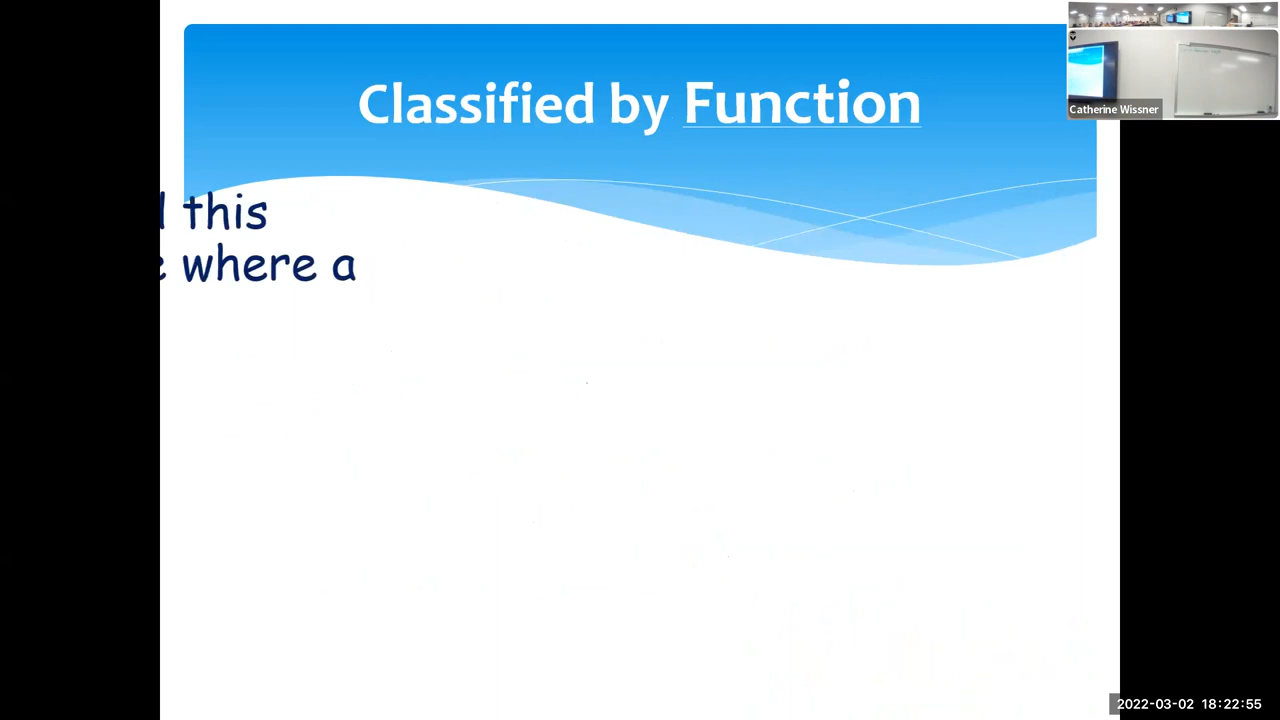 Classified by Function
this
where a
Catherine Wissner
2022-03-02 18:22:55